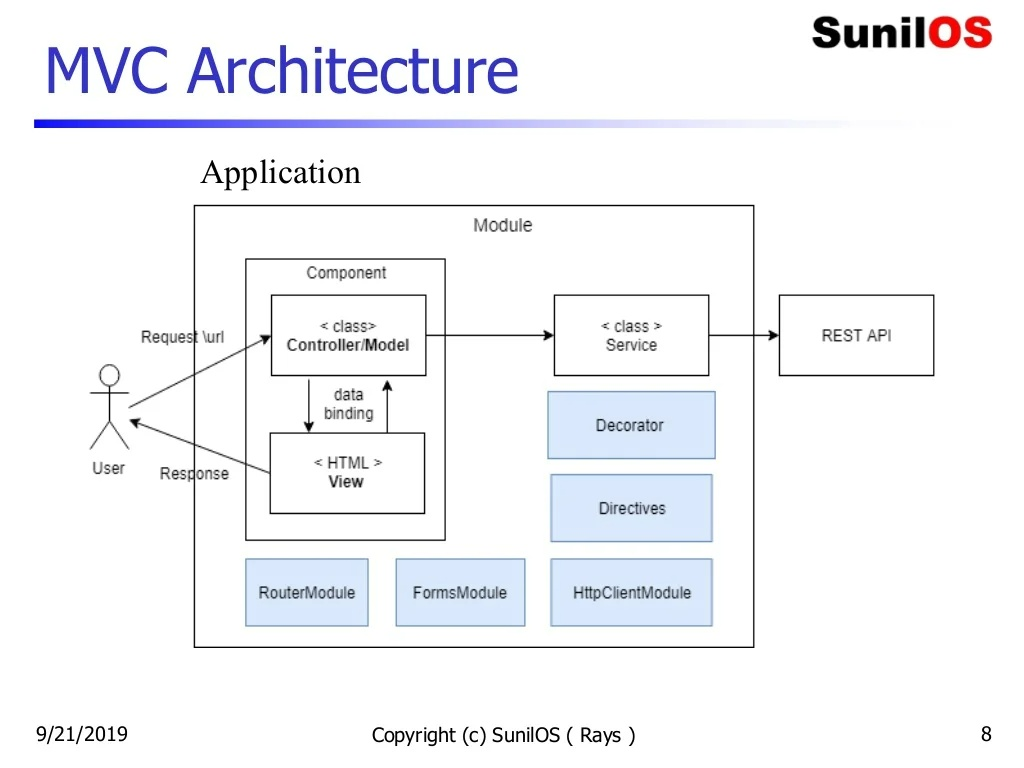 SunilOS
MVC Architecture
Application
Module
Component
< class>
Controller/Model
< class >
Service
REST API
Request \url
data
binding
Decorator
User
Response
< HTML >
View
Directives
RouterModule
FormsModule
HttpClientModule
9/21/2019
Copyright (c) SunilOS ( Rays )
8